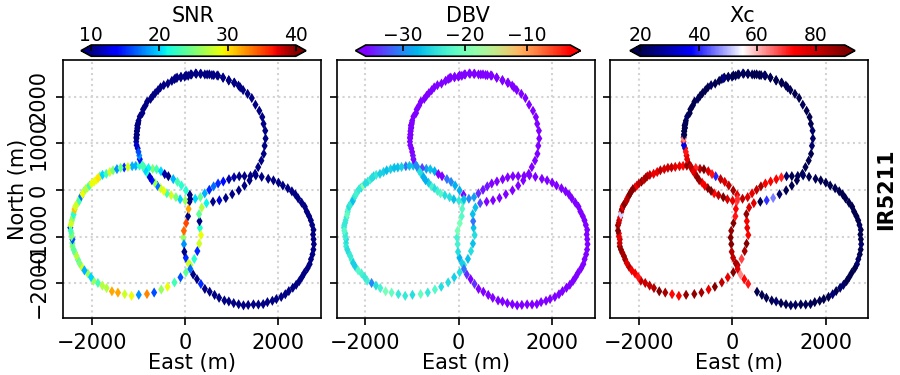 SNR DBV Xc
10 20 30 40 −30 −20 −10 20 40 60 80
North (m)
2000
1000
0
−1000
−2000
−2000 0 2000 −2000 0 2000 −2000 0 2000
East (m) East (m) East (m)
IR5211